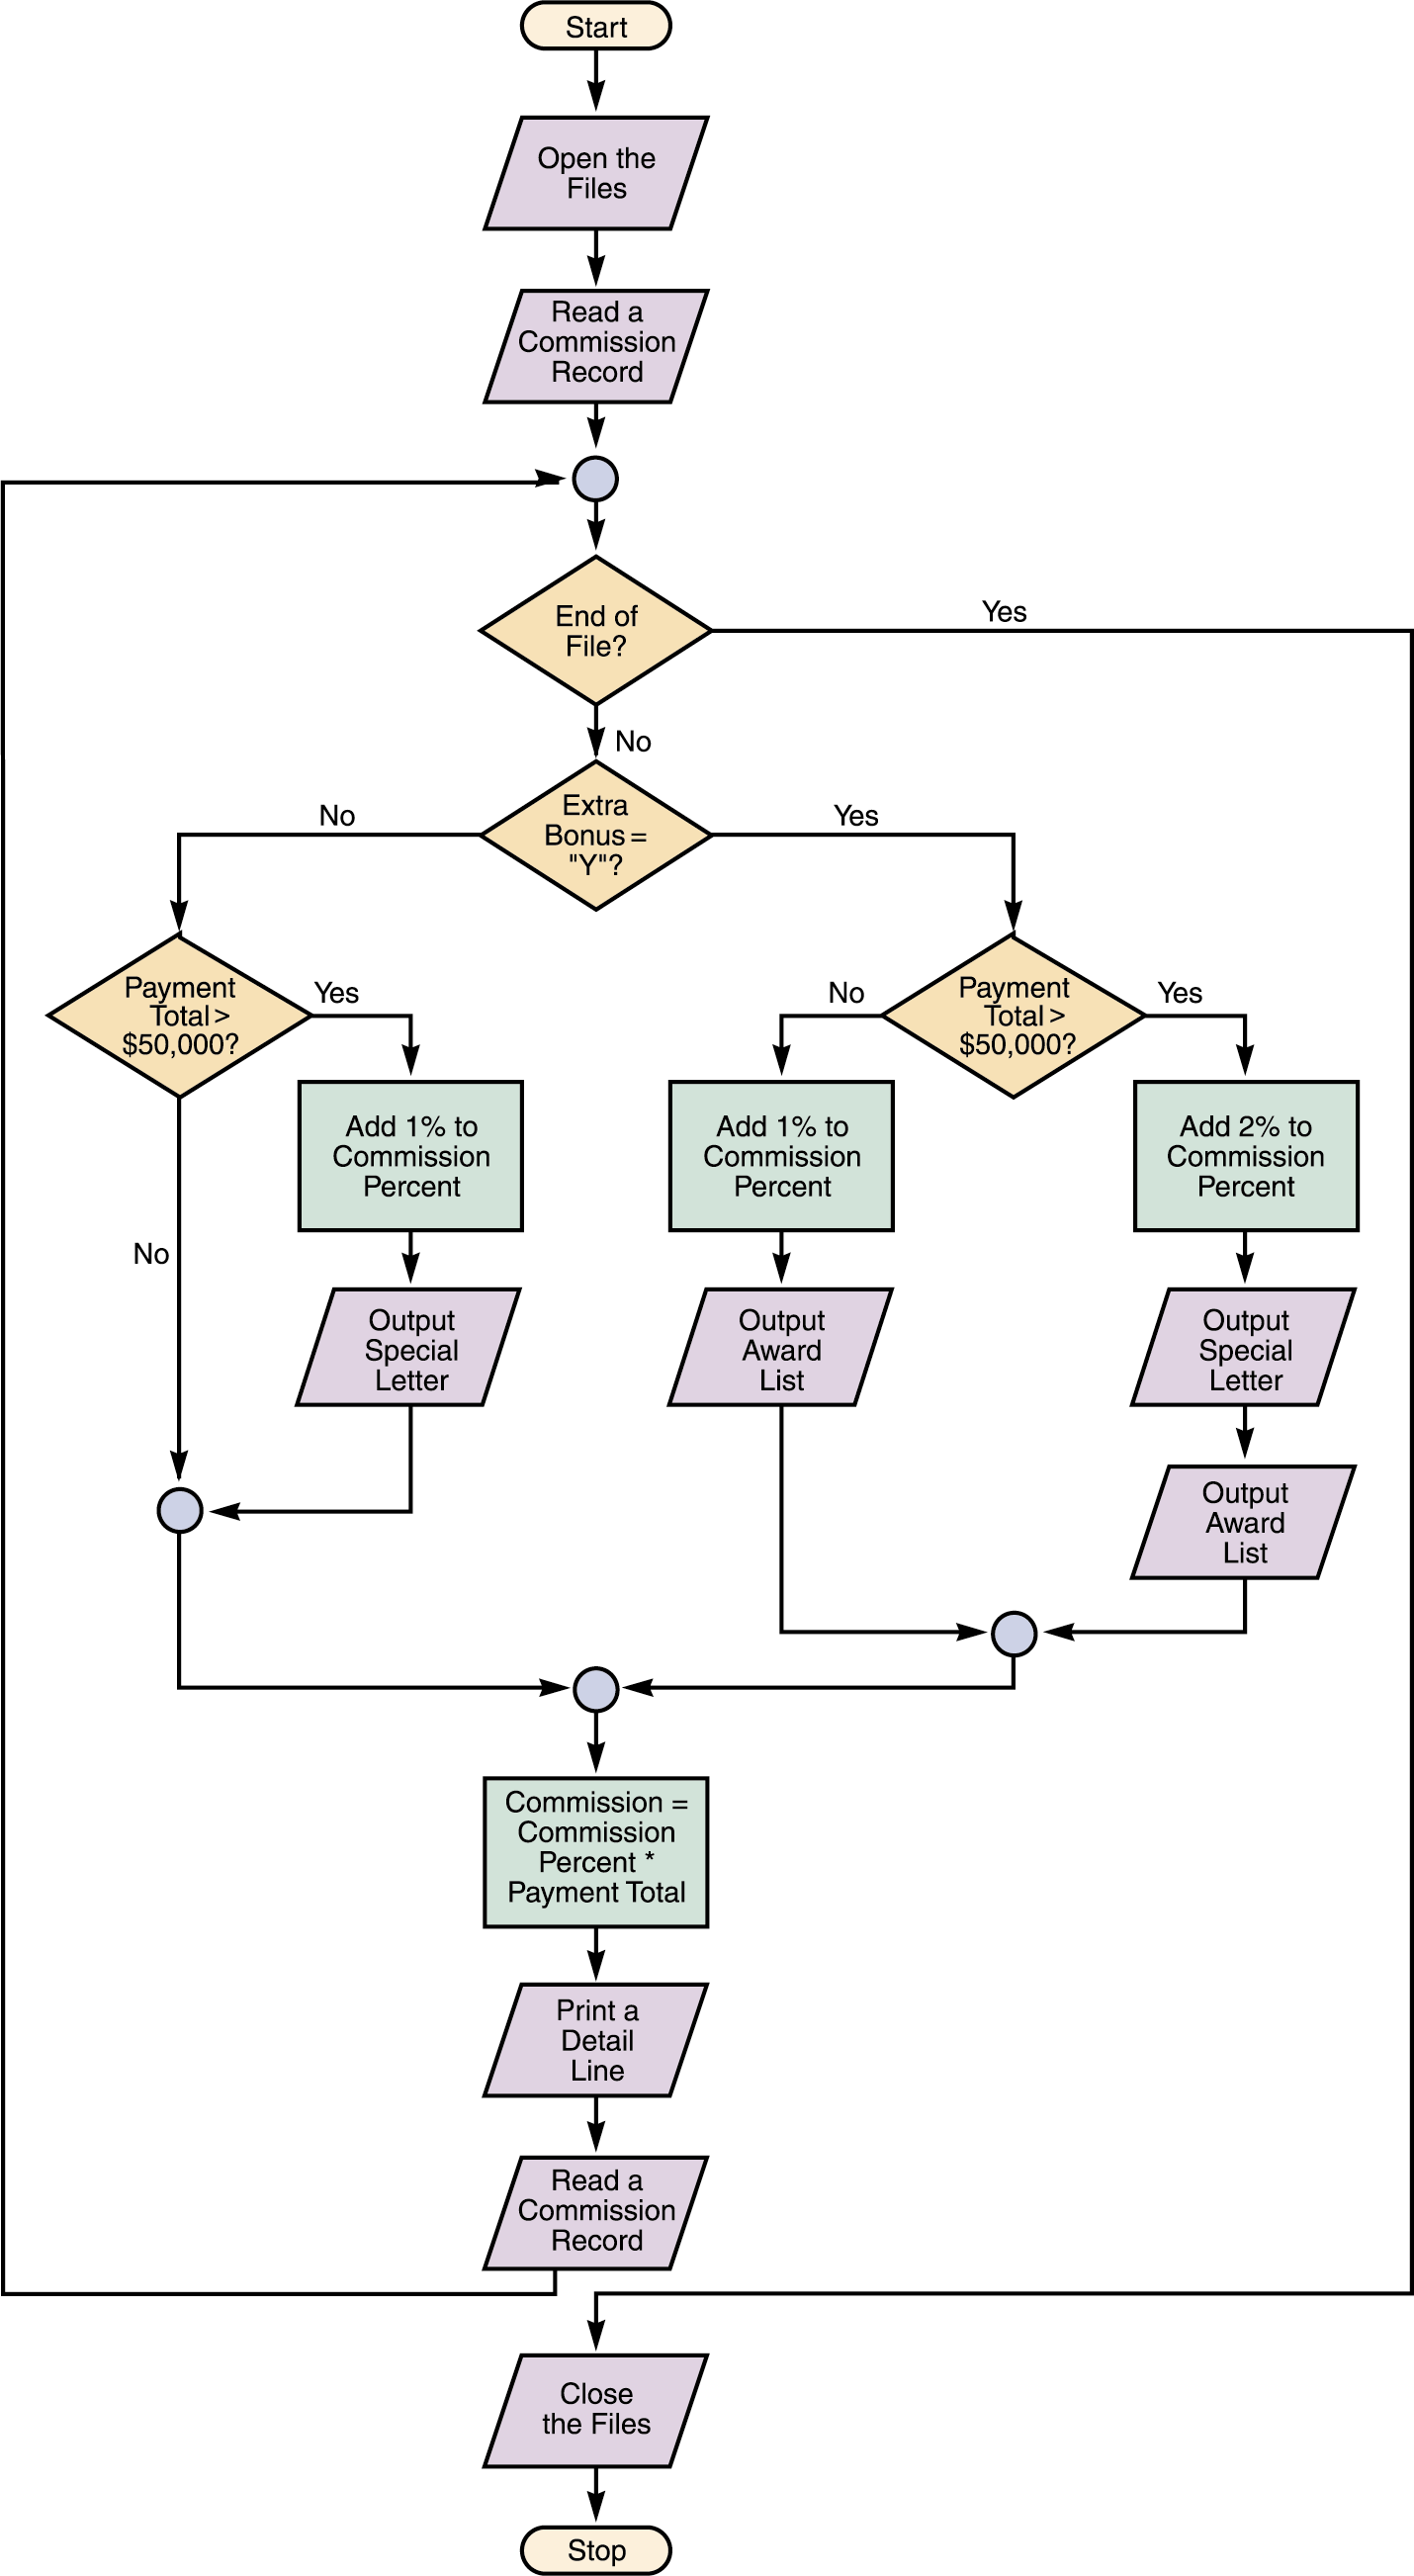 Start
Open the
Files
Read a
Commission
Record
End of
File?
Yes
No
Extra
Bonus =
"Y"?
No
Yes
Payment
Total >
$50,000?
Yes
No
No
Payment
Total >
$50,000?
Yes
Add 1% to
Commission
Percent
Output
Special
Letter
Add 1% to
Commission
Percent
Output
Award
List
Add 2% to
Commission
Percent
Output
Special
Letter
Output
Award
List
Commission =
Commission
Percent *
Payment Total
Print a
Detail
Line
Read a
Commission
Record
Close
the Files
Stop